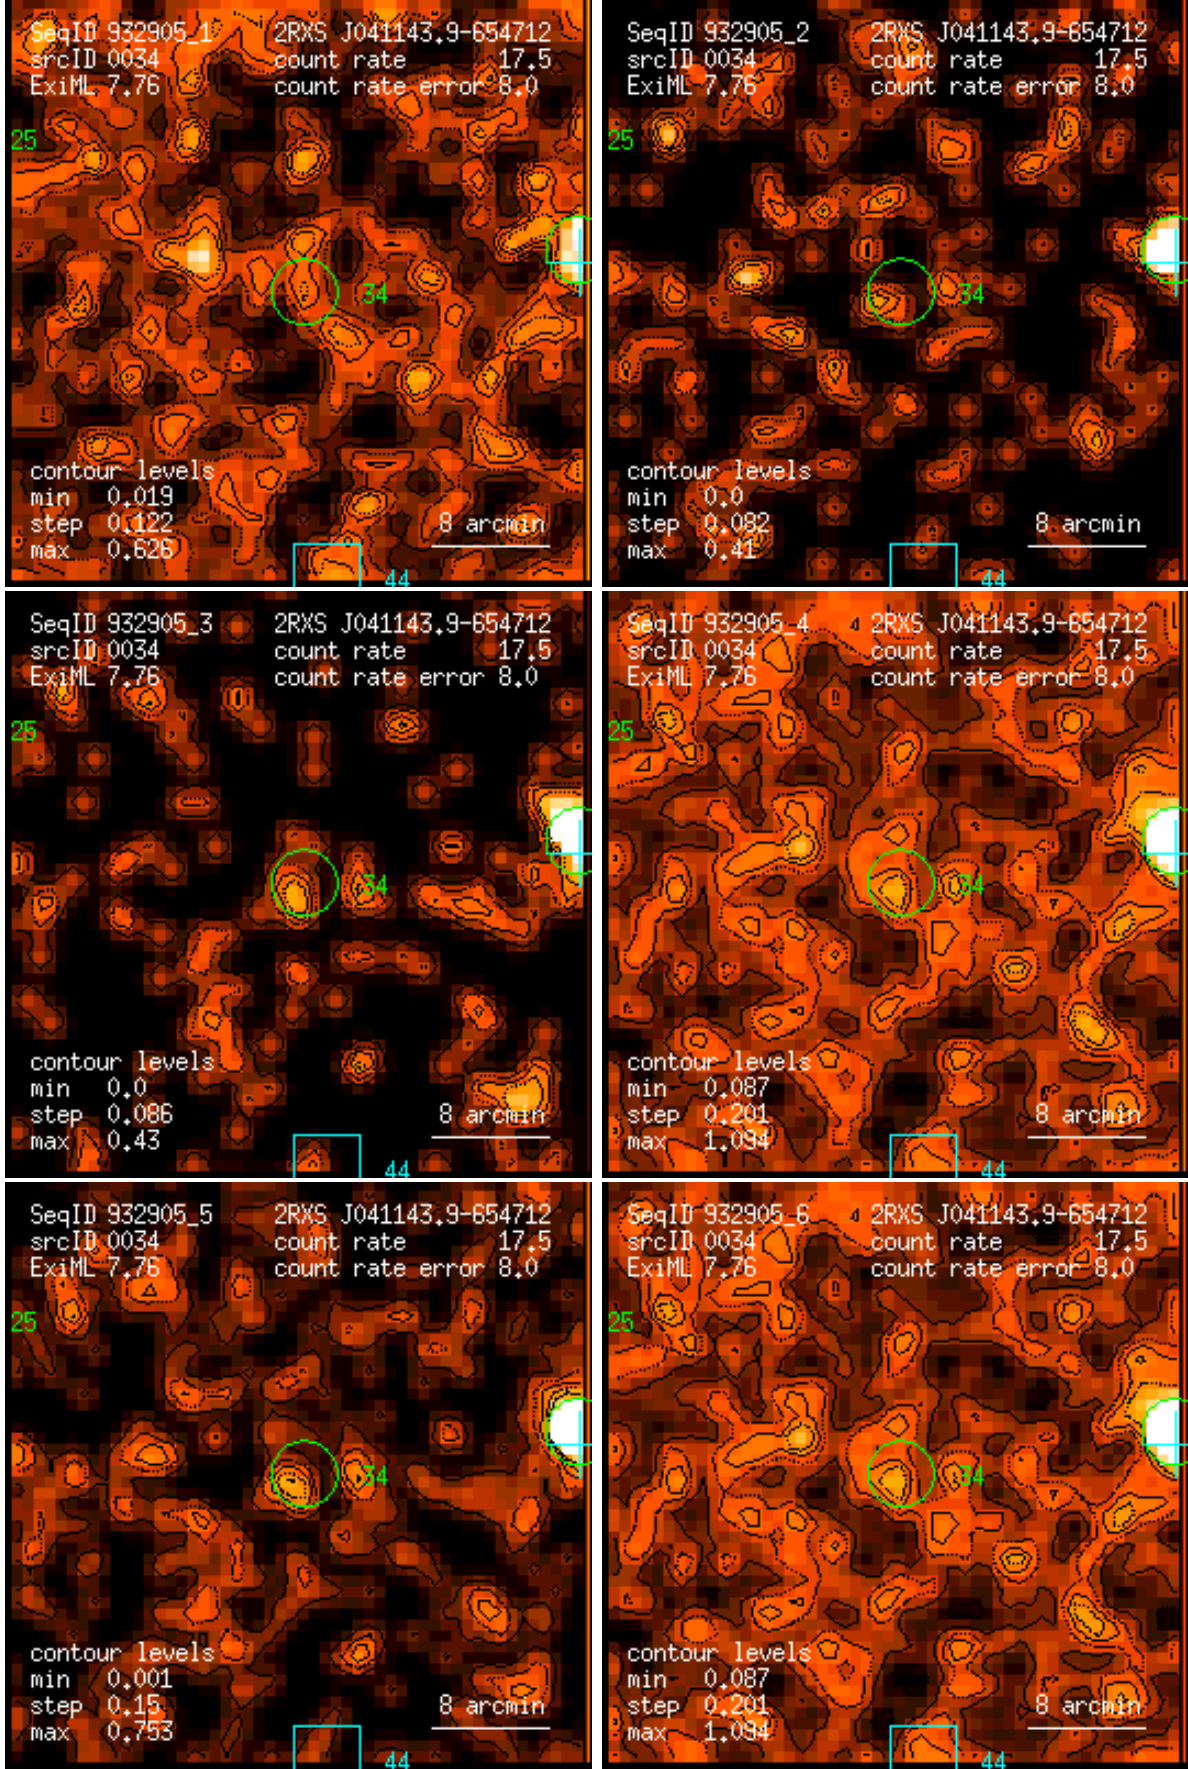 SeqID 932905_1 2RXS J041143.9-654712
srcID 0034 count rate 17.5
ExiML 7.76 count rate error 8.0
25
34
contour levels
min 0.019
step 0.122 8 arcmin
max 0.626
44
SeqID 932905_2 2RXS J041143.9-654712
srcID 0034 count rate 17.5
ExiML 7.76 count rate error 8.0
25
34
contour levels
min 0.0
step 0.082 8 arcmin
max 0.41
44
SeqID 932905_3 2RXS J041143.9-654712
srcID 0034 count rate 17.5
ExiML 7.76 count rate error 8.0
25
34
contour levels
min 0.0
step 0.086 8 arcmin
max 0.43
44
SeqID 932905_4 2RXS J041143.9-654712
srcID 0034 count rate 17.5
ExiML 7.76 count rate error 8.0
25
34
contour levels
min 0.087
step 0.201 8 arcmin
max 1.094
44
SeqID 932905_5 2RXS J041143.9-654712
srcID 0034 count rate 17.5
ExiML 7.76 count rate error 8.0
25
34
contour levels
min 0.001
step 0.15 8 arcmin
max 0.753
44
SeqID 932905_6 2RXS J041143.9-654712
srcID 0034 count rate 17.5
ExiML 7.76 count rate error 8.0
25
34
contour levels
min 0.087
step 0.201 8 arcmin
max 1.094
44